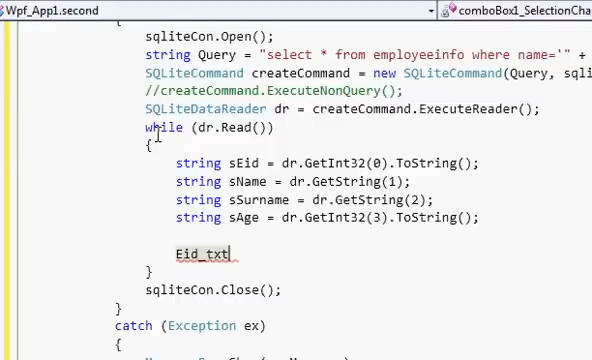 Wpf_App1.second comboBox1_SelectionCha
{
sqliteCon.Open();
string Query = "select * from employeeinfo where name='" +
SQLiteCommand createCommand = new SQLiteCommand(Query, sqli
//createCommand.ExecuteNonQuery();
SQLiteDataReader dr = createCommand.ExecuteReader();
while (dr.Read())
{
string sEid = dr.GetInt32(0).ToString();
string sName = dr.GetString(1);
string sSurname = dr.GetString(2);
string sAge = dr.GetInt32(3).ToString();
Eid_txt
}
sqliteCon.Close();
}
catch (Exception ex)
{